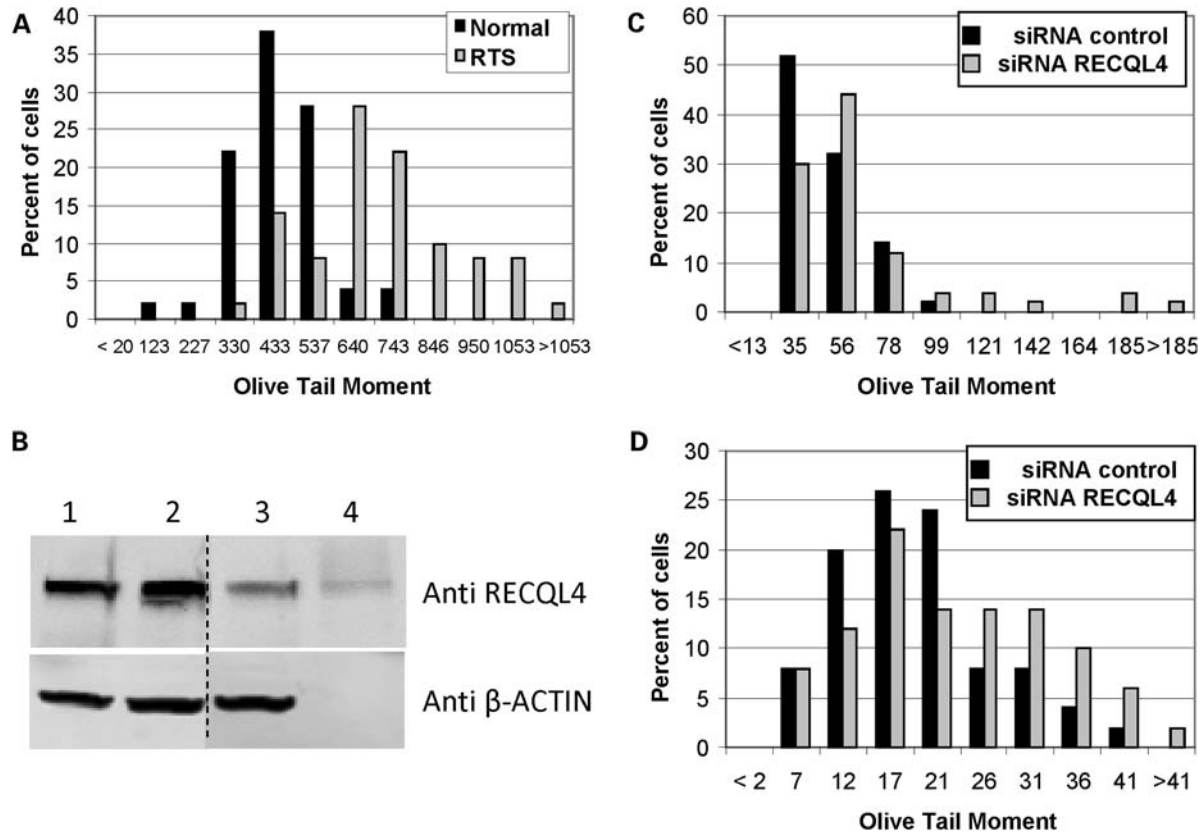 A
Normal
RTS
Percent of cells
40
35
30
25
20
15
10
5
0
< 20 123 227 330 433 537 640 743 846 950 1053 >1053
Olive Tail Moment
B
1 2 3 4
Anti RECQL4
Anti β-ACTIN
C
siRNA control
siRNA RECQL4
Percent of cells
60
50
40
30
20
10
0
<13 35 56 78 99 121 142 164 185 >185
Olive Tail Moment
D
siRNA control
siRNA RECQL4
Percent of cells
30
25
20
15
10
5
0
< 2 7 12 17 21 26 31 36 41 >41
Olive Tail Moment